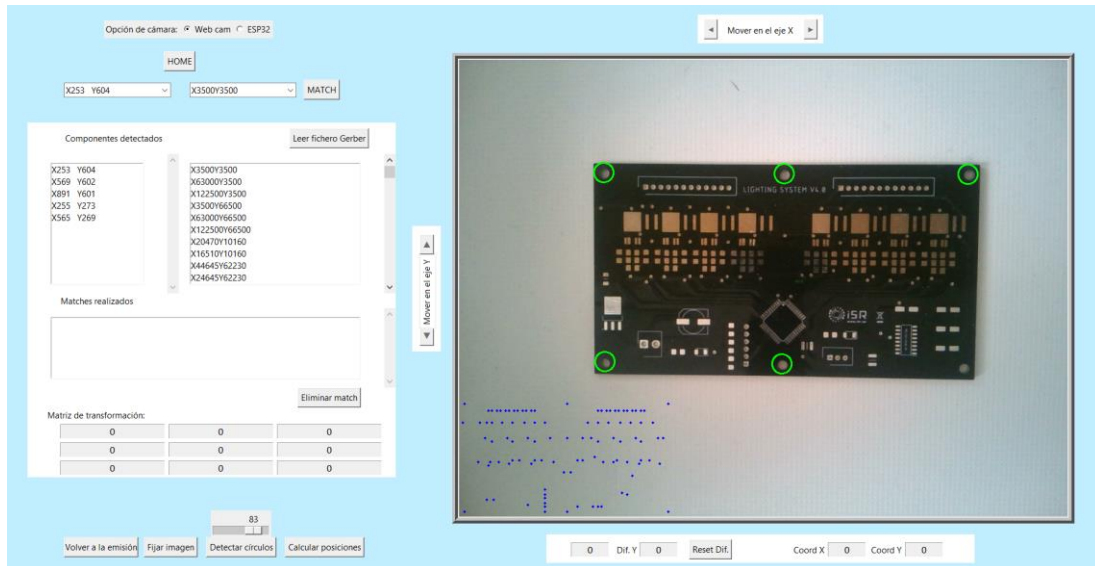 Opción de cámara: Web cam ESP32
HOME
X253 Y604 X3500Y3500 MATCH
Componentes detectados Leer fichero Gerber
X253 Y604
X569 Y602
X891 Y601
X255 Y273
X565 Y269
X3500Y3500
X63000Y3500
X122500Y3500
X3500Y66500
X63000Y66500
X122500Y66500
X20470Y10160
X16510Y10160
X44645Y62230
X24645Y62230
Matches realizados
Eliminar match
Matriz de transformación:
0 0 0
0 0 0
0 0 0
83
Volver a la emisión Fijar imagen Detectar círculos Calcular posiciones
Mover en el eje X
Mover en el eje Y
LIGHTING SYSTEM V4.0
iSR
0 Dif. Y 0 Reset Dif. Coord X 0 Coord Y 0